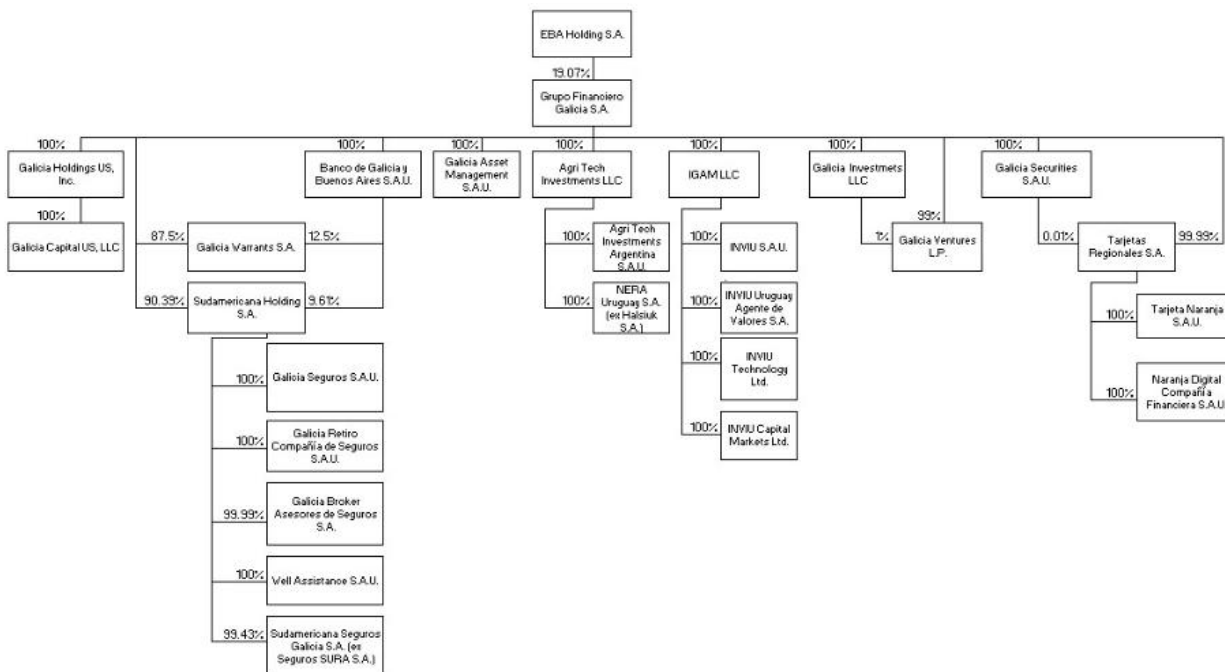 EBA Holding S.A.
19.07%
Grupo Financiero
Galicia S.A.
100%
100%
100%
100%
100%
100%
100%
Galicia Holdings US,
Inc.
Banco de Galicia y
Buenos Aires S.A.U.
Galicia Asset
Management
S.A.U.
Agri Tech
Investments LLC
IGAM LLC
Galicia Investmets
LLC
Galicia Securities
S.A.U.
100%
Galicia Capital US, LLC
87.5%
Galicia Warrants S.A.
12.5%
100%
Agri Tech
Investments
Argentina
S.A.U.
100%
INVIU S.A.U.
1%
99%
Galicia Ventures
L.P.
0.01%
Tarjetas
Regionales S.A.
99.99%
90.39%
Sudamericana Holding
S.A.
9.61%
100%
NERA
Uruguay S.A.
(ex Halsiuk
S.A.)
100%
INVIU Uruguay
Agente de
Valores S.A.
100%
Tarjeta Naranja
S.A.U.
100%
Galicia Seguros S.A.U.
100%
INVIU
Technology
Ltd.
100%
Naranja Digital
Compañía
Financiera S.A.U
100%
Galicia Retiro
Compañía de Seguros
S.A.U.
100%
INVIU Capital
Markets Ltd.
99.99%
Galicia Broker
Asesores de Seguros
S.A.
100%
Well Assistance S.A.U.
99.43%
Sudamericana Seguros
Galicia S.A. (ex
Seguros SURA S.A.)